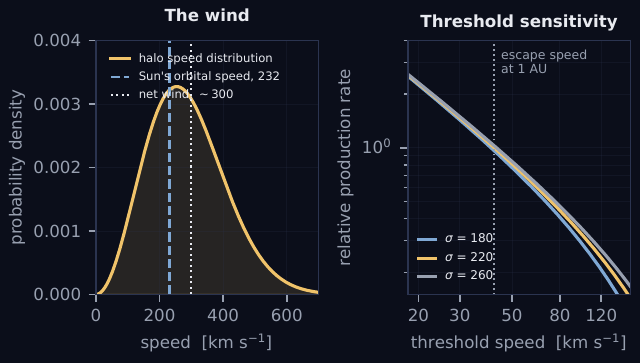 The wind
probability density
0.004
0.003
0.002
0.001
0.000
halo speed distribution
Sun's orbital speed, 232
net wind, ~ 300
0
200
400
600
speed [km s⁻¹]
Threshold sensitivity
relative production rate
10⁰
escape speed
at 1 AU
σ = 180
σ = 220
σ = 260
20
30
50
80
120
threshold speed [km s⁻¹]